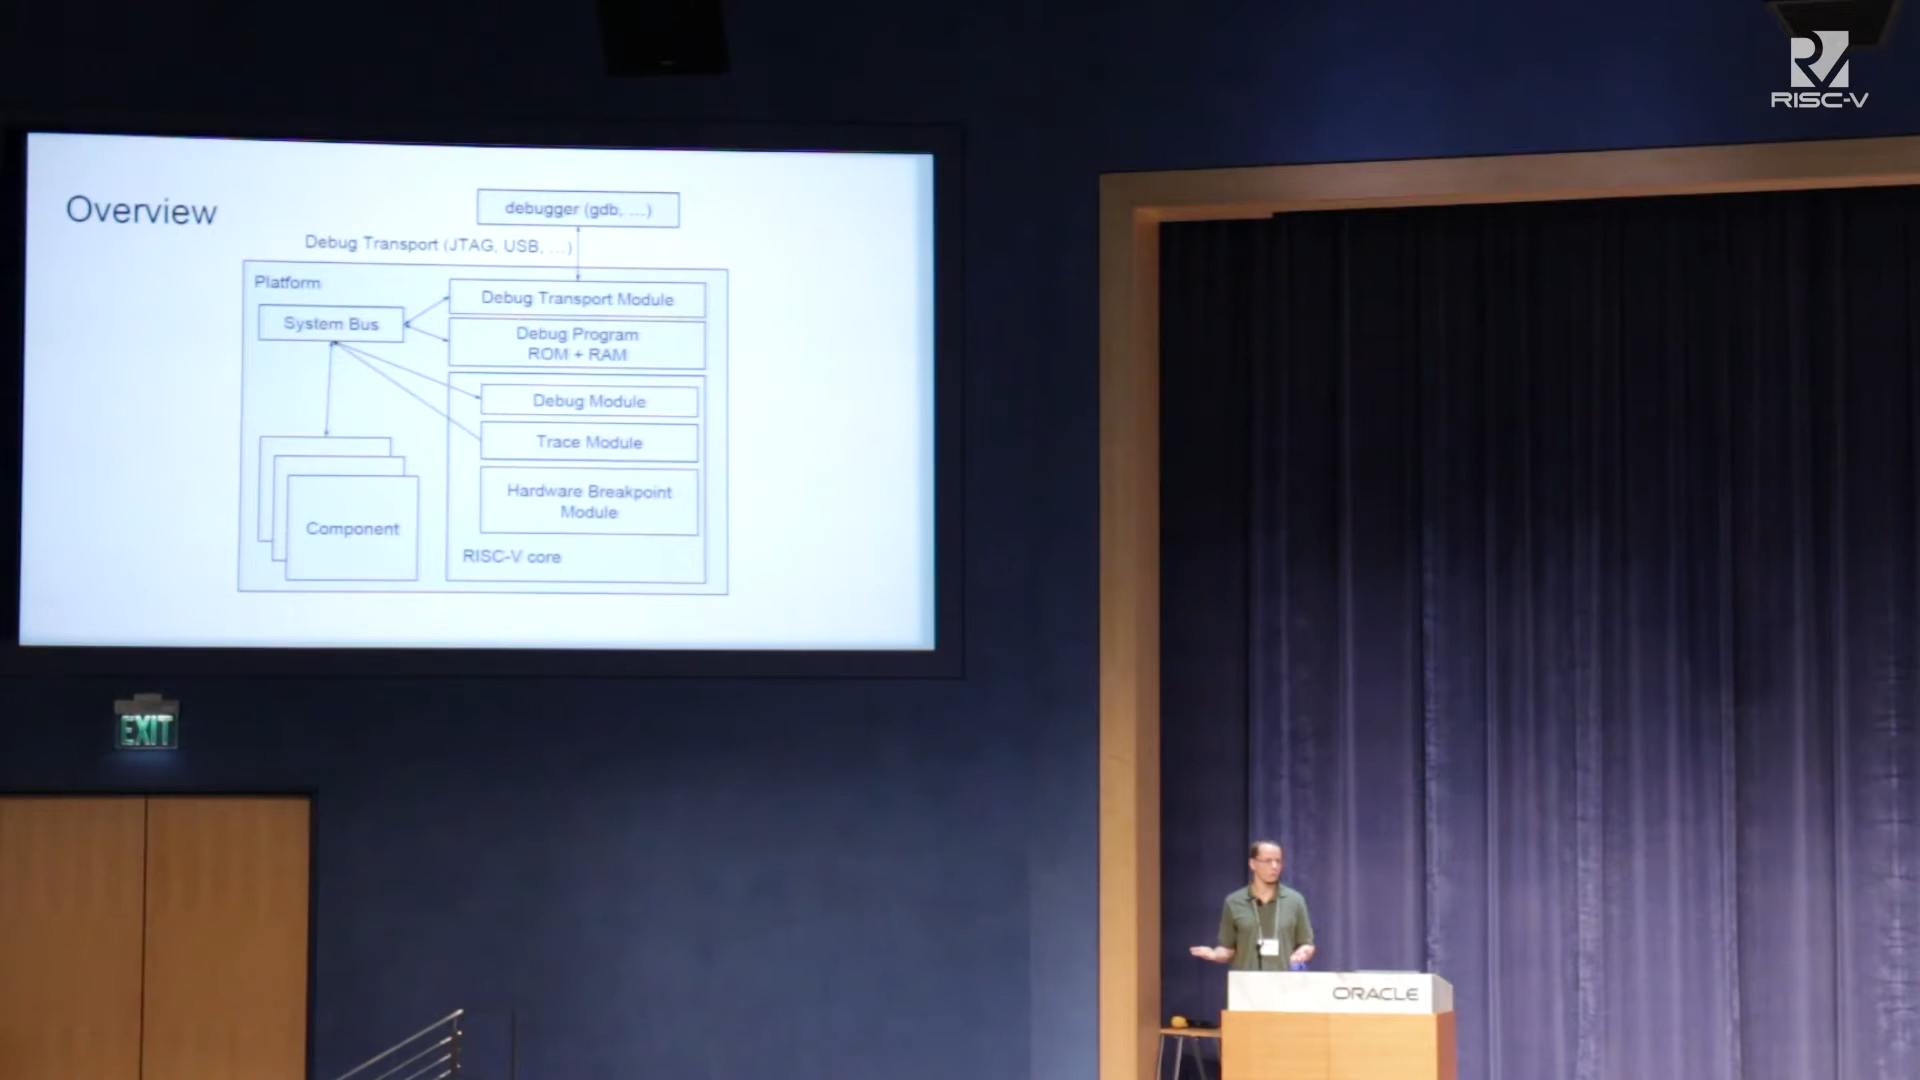 RISC-V
Overview
debugger (gdb, ...)
Debug Transport (JTAG, USB, ...)
Platform
Debug Transport Module
System Bus
Debug Program
ROM + RAM
Debug Module
Trace Module
Hardware Breakpoint
Module
Component
RISC-V core
EXIT
ORACLE